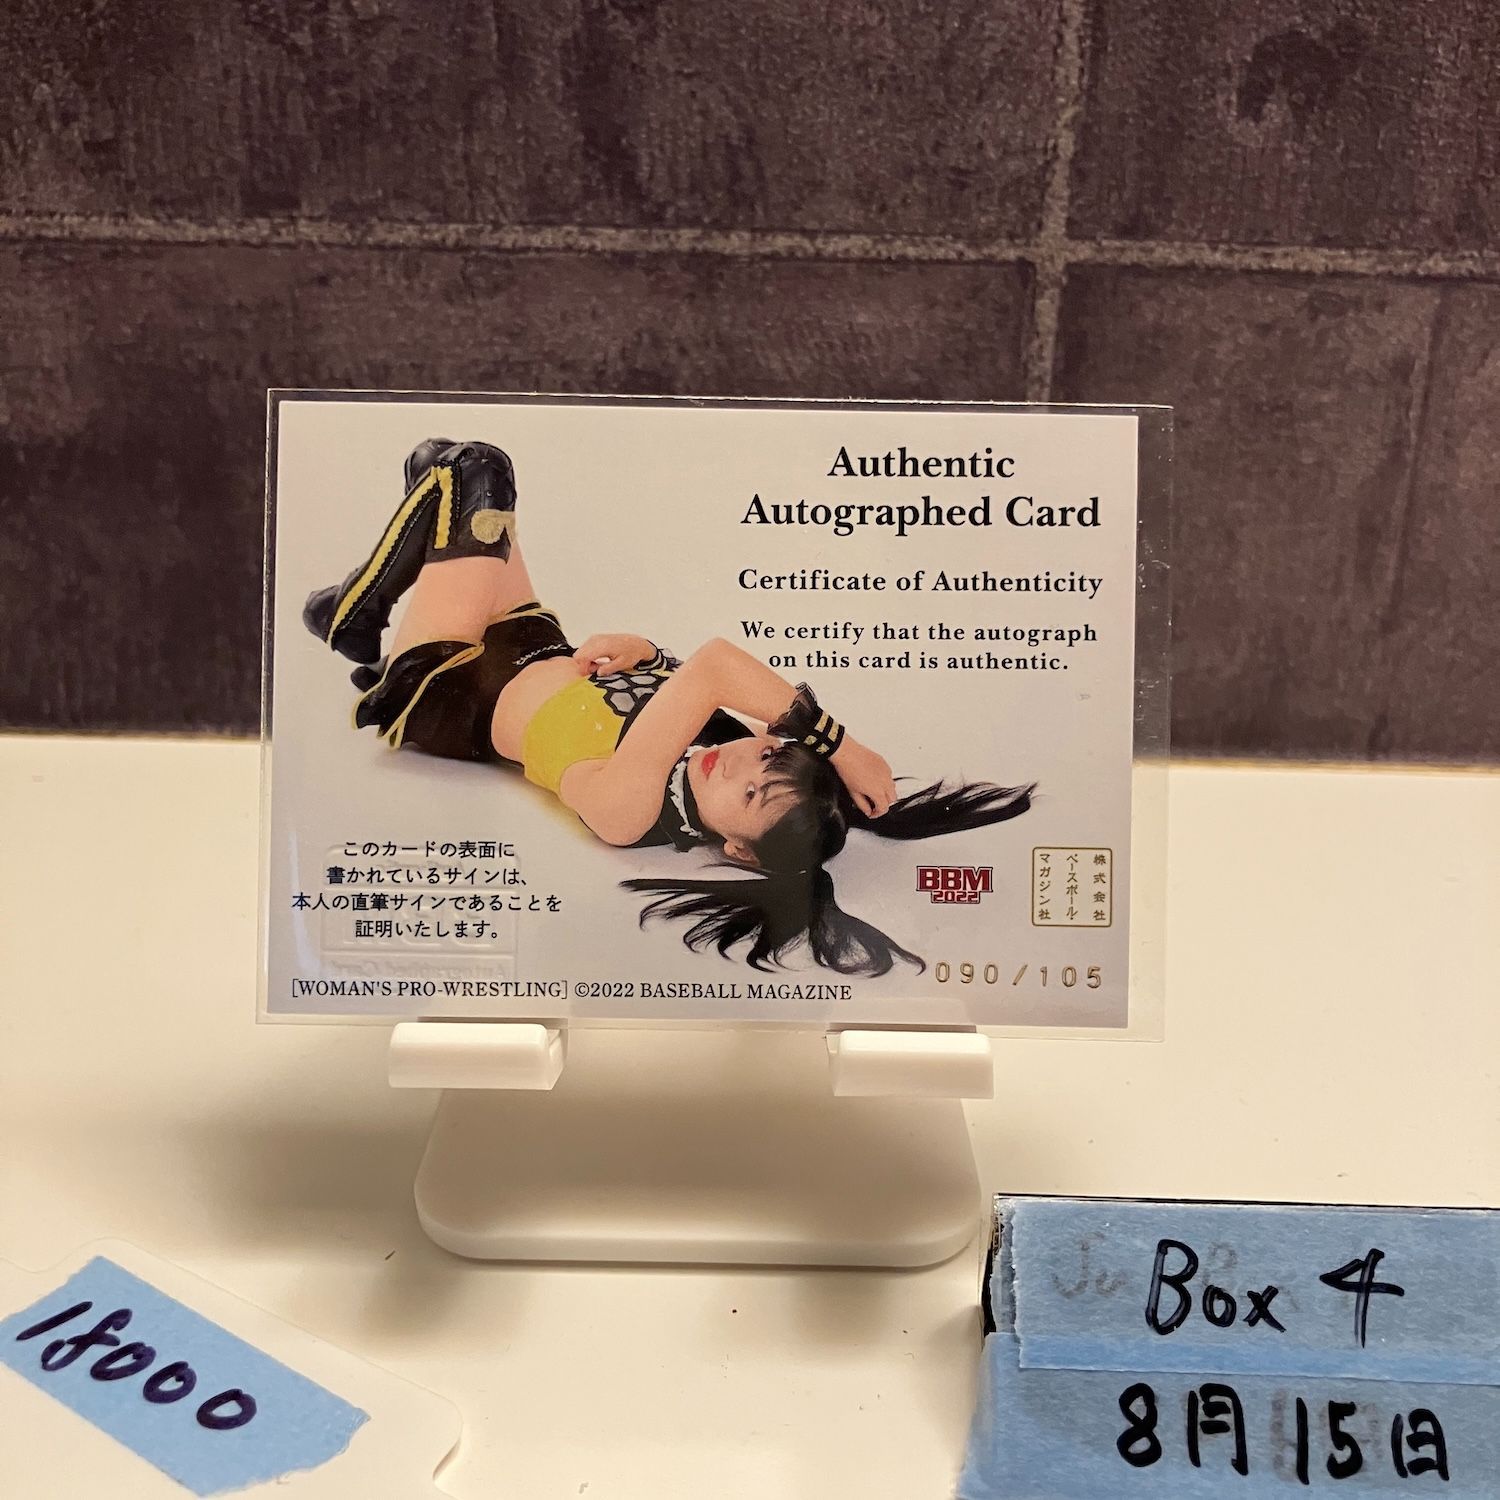 Authentic
Autographed Card
Certificate of Authenticity
We certify that the autograph
on this card is authentic.
このカードの表面に
書かれているサインは、
本人の直筆サインであることを
証明いたします。
BBM
2022
株式会社
ベースボール・
マガジン社
090/105
[WOMAN'S PRO-WRESTLING] ©2022 BASEBALL MAGAZINE
18000
Box 4
8月15日